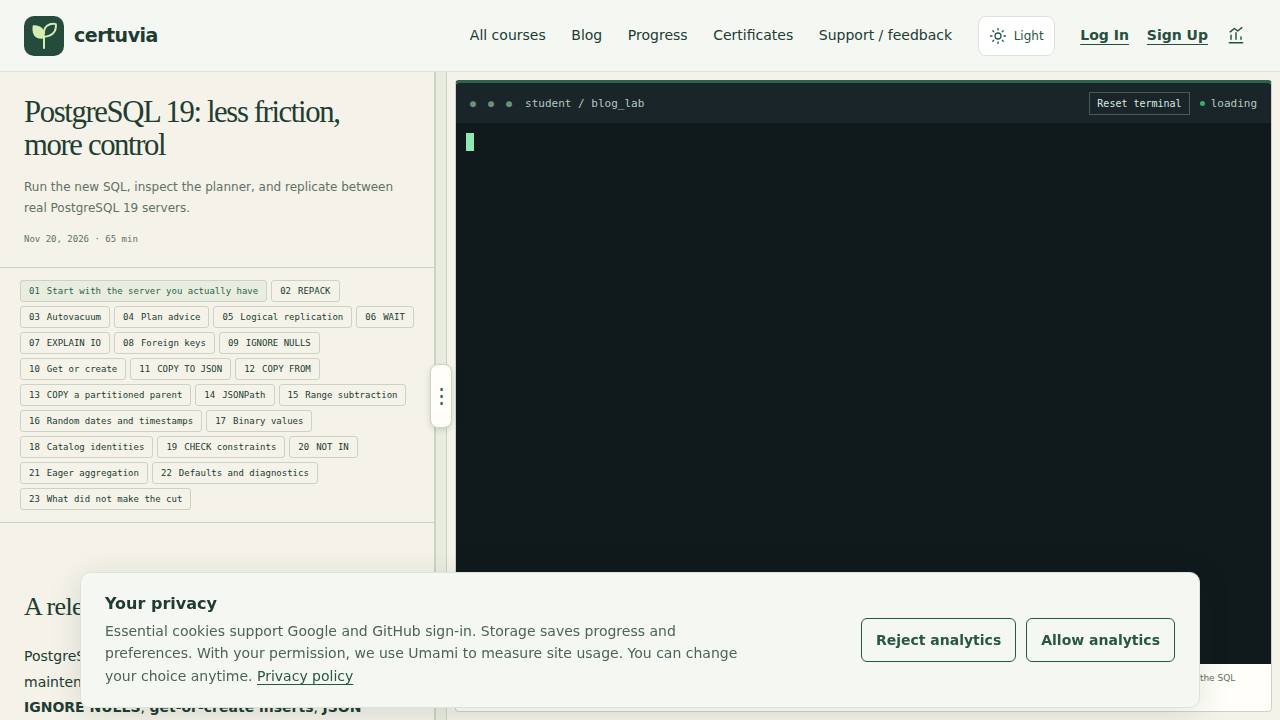 certuvia
All courses
Blog
Progress
Certificates
Support / feedback
Light
Log In
Sign Up
PostgreSQL 19: less friction,
more control
Run the new SQL, inspect the planner, and replicate between
real PostgreSQL 19 servers.
Nov 20, 2026 · 65 min
01 Start with the server you actually have
02 REPACK
03 Autovacuum
04 Plan advice
05 Logical replication
06 WAIT
07 EXPLAIN IO
08 Foreign keys
09 IGNORE NULLS
10 Get or create
11 COPY TO JSON
12 COPY FROM
13 COPY a partitioned parent
14 JSONPath
15 Range subtraction
16 Random dates and timestamps
17 Binary values
18 Catalog identities
19 CHECK constraints
20 NOT IN
21 Eager aggregation
22 Defaults and diagnostics
23 What did not make the cut
student / blog_lab
Reset terminal
loading
A
IGNORE NULLS, get-or-create inserts, JSON
the SQL
Your privacy
Essential cookies support Google and GitHub sign-in. Storage saves progress and
preferences. With your permission, we use Umami to measure site usage. You can change
your choice anytime. Privacy policy
Reject analytics
Allow analytics